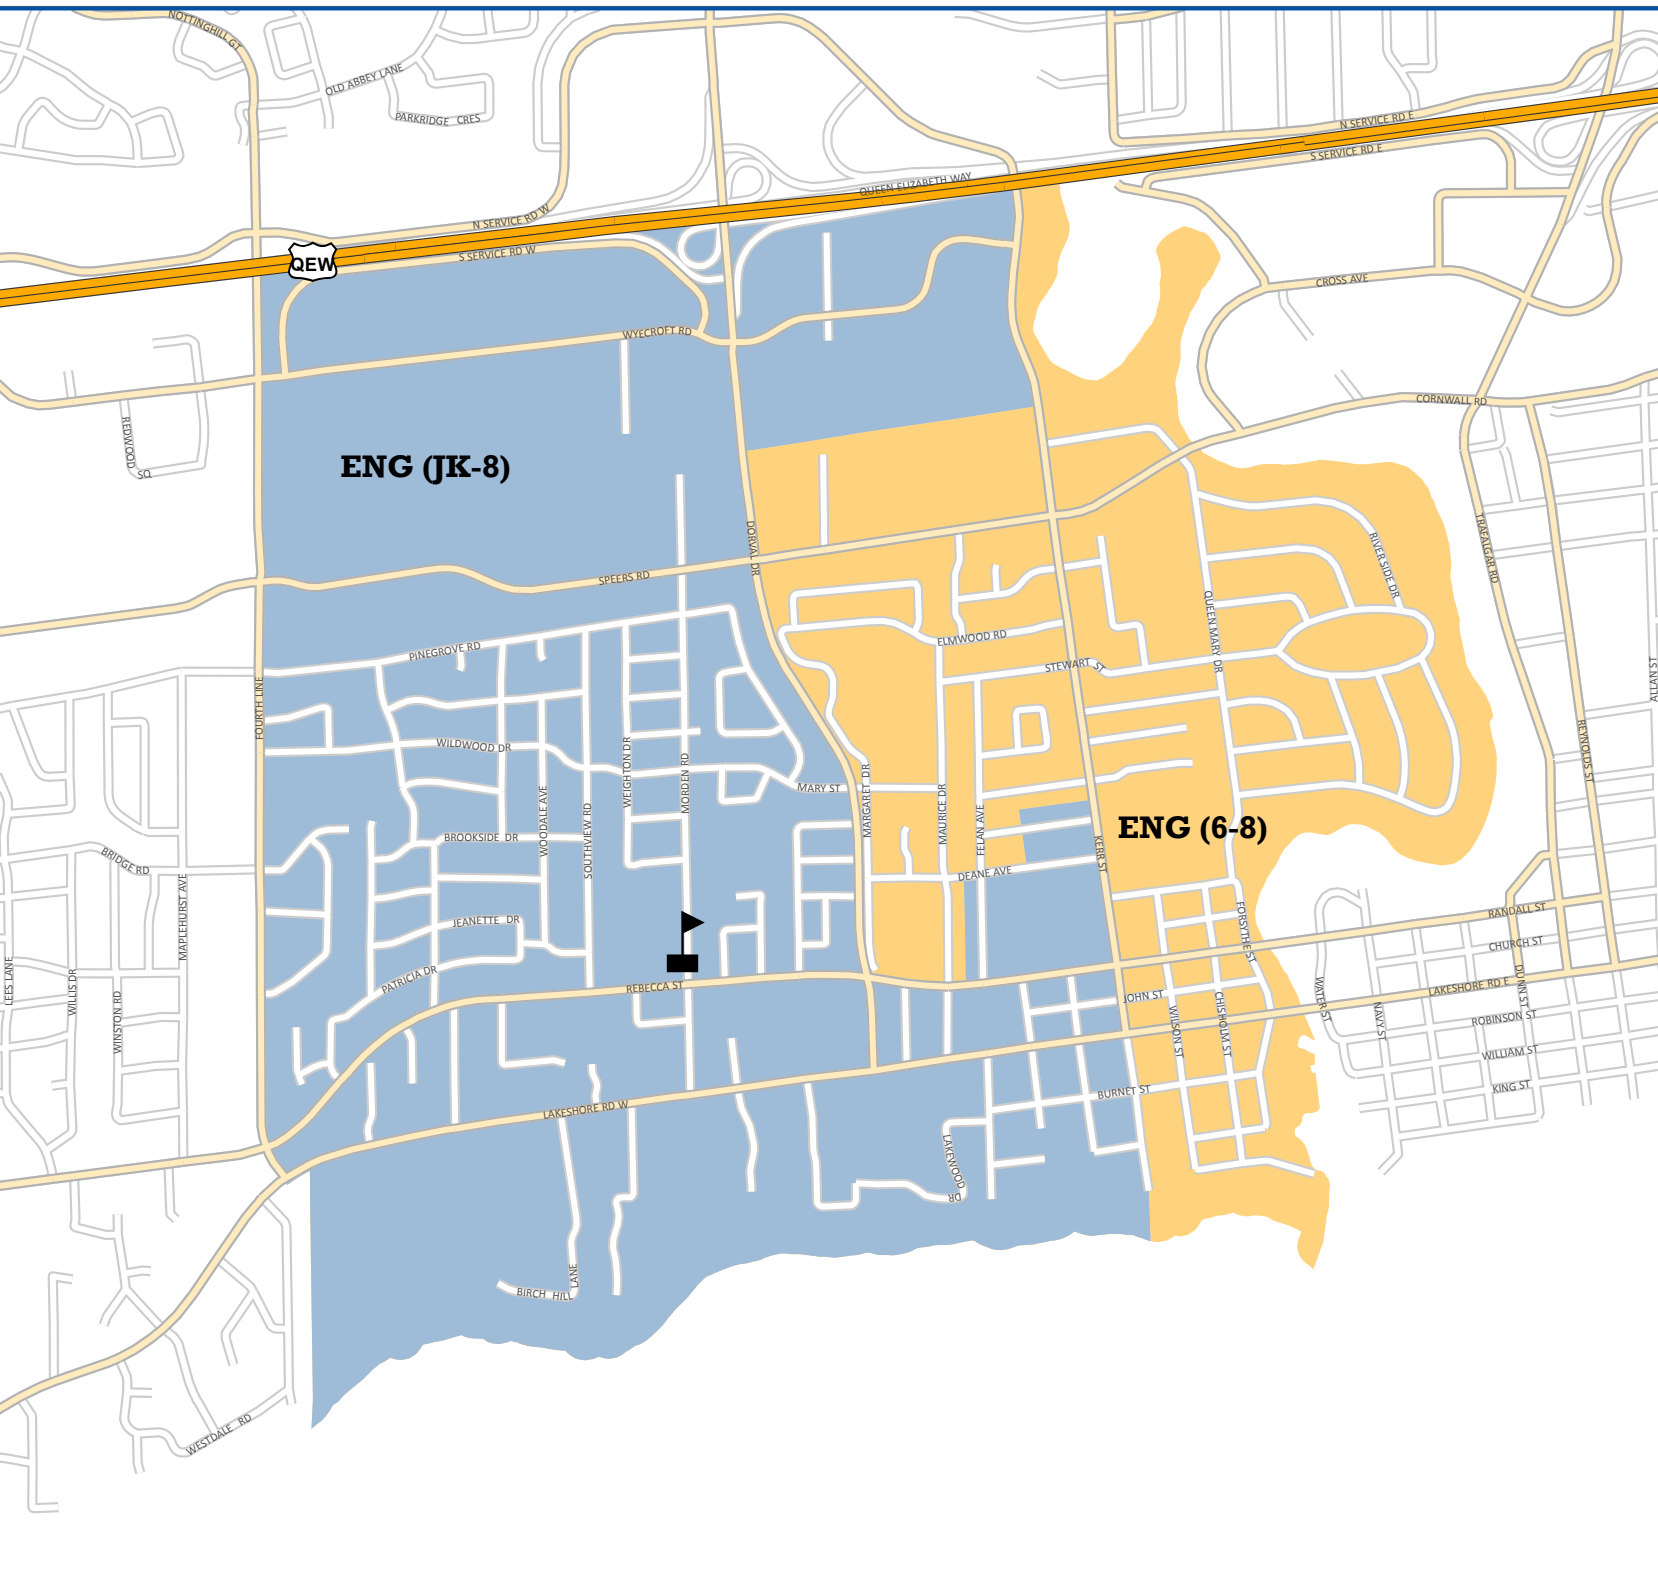 NOTTINGHILL GT
OLD ABBEY LANE
PARKRIDGE CRES
N SERVICE RD E
S SERVICE RD E
QUEEN ELIZABETH WAY
N SERVICE RD W
S SERVICE RD W
QEW
CROSS AVE
WYECROFT RD
CORNWALL RD
REDWOOD SQ
ENG (JK-8)
DORVAL DR
TRAFALGAR RD
RIVERSIDE DR
SPEERS RD
QUEEN MARY DR
ELMWOOD RD
PINEGROVE RD
STEWART ST
ALLAN ST
FOURTH LINE
REYNOLDS ST
WILDWOOD DR
WEIGHTON DR
MORDEN RD
MARY ST
MARGARET DR
MAURICE DR
FELAN AVE
WOODALE AVE
SOUTHVIEW RD
BROOKSIDE DR
KERR ST
ENG (6-8)
BRIDGE RD
MAPLEHURST AVE
DEANE AVE
JEANETTE DR
FORSYTHE ST
RANDALL ST
CHURCH ST
LEES LANE
WILLIS DR
WINSTON RD
PATRICIA DR
REBECCA ST
JOHN ST
WILSON ST
CHISHOLM ST
WATER ST
NAVY ST
DUNN ST
LAKESHORE RD E
ROBINSON ST
WILLIAM ST
KING ST
BURNET ST
LAKESHORE RD W
LAKEWOOD DR
BIRCH HILL LANE
WESTDALE RD